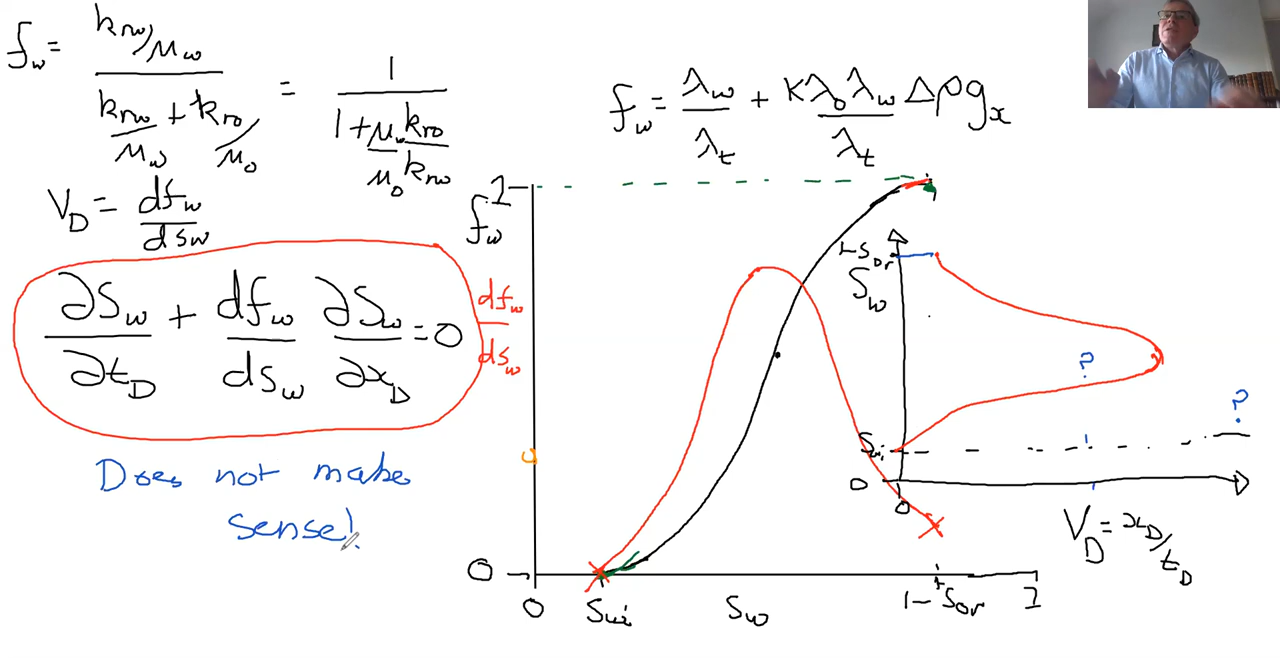 f_w = (k_rw/μ_w) / (k_rw/μ_w + k_ro/μ_o) = 1 / (1 + μ_w k_ro / μ_o k_rw)
f_w = λ_w/λ_t + Kλ_oλ_w/λ_t Δρg_x
V_D = df_w/ds_w
∂S_w/∂t_D + df_w/ds_w ∂S_w/∂x_D = 0
Does not make
sense!
1
f_w
df_w
ds_w
0
0
S_wi
S_w
1-S_or
1
1-S_or
S_w
S_wi
0
0
?
?
V_D = x_D/t_D